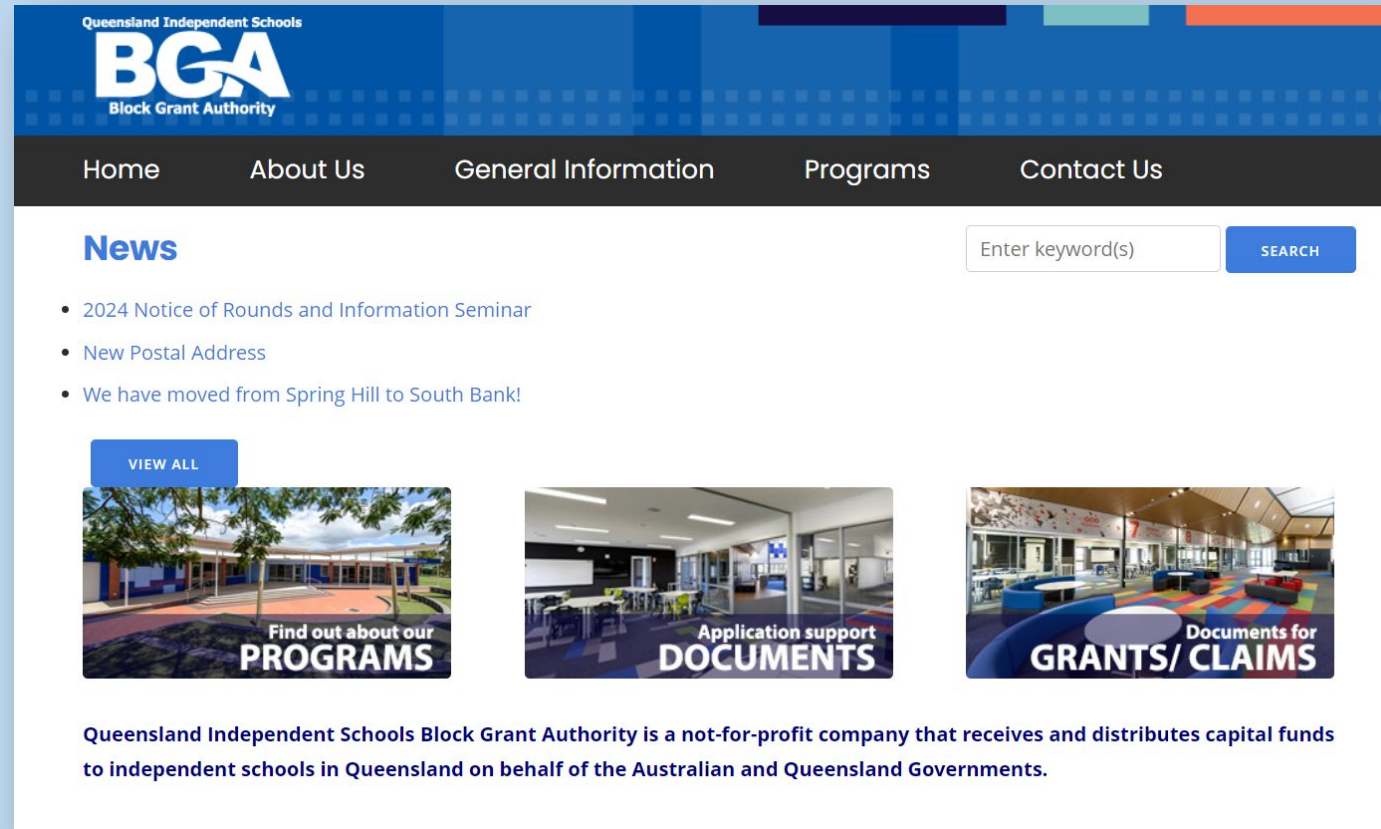 Queensland Independent Schools
BGA
Block Grant Authority
Home About Us General Information Programs Contact Us
News
Enter keyword(s) SEARCH
2024 Notice of Rounds and Information Seminar
New Postal Address
We have moved from Spring Hill to South Bank!
VIEW ALL
Find out about our
PROGRAMS
Application support
DOCUMENTS
7
Documents for
GRANTS/ CLAIMS
Queensland Independent Schools Block Grant Authority is a not-for-profit company that receives and distributes capital funds
to independent schools in Queensland on behalf of the Australian and Queensland Governments.